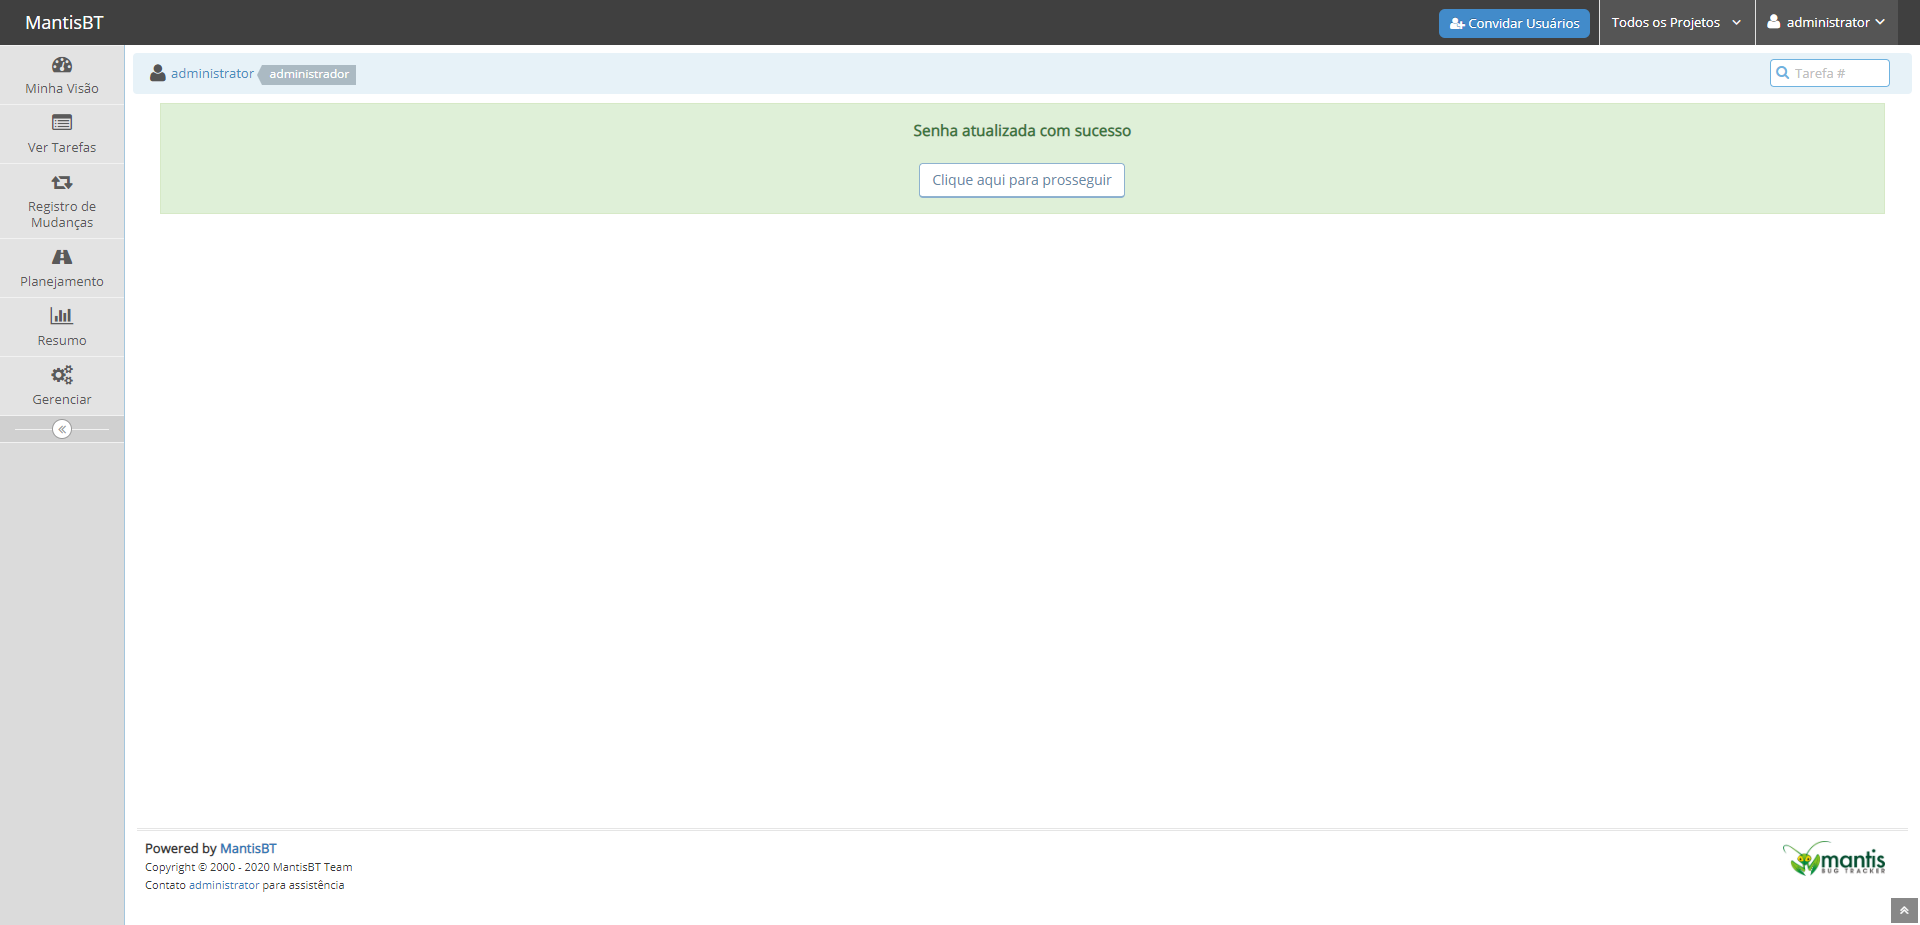 MantisBT
Convidar Usuários
Todos os Projetos
administrator
Minha Visão
Ver Tarefas
Registro de
Mudanças
Planejamento
Resumo
Gerenciar
administrator administrador
Tarefa #
Senha atualizada com sucesso
Clique aqui para prosseguir
Powered by MantisBT
Copyright © 2000 - 2020 MantisBT Team
Contato administrator para assistência
mantis
BUG TRACKER